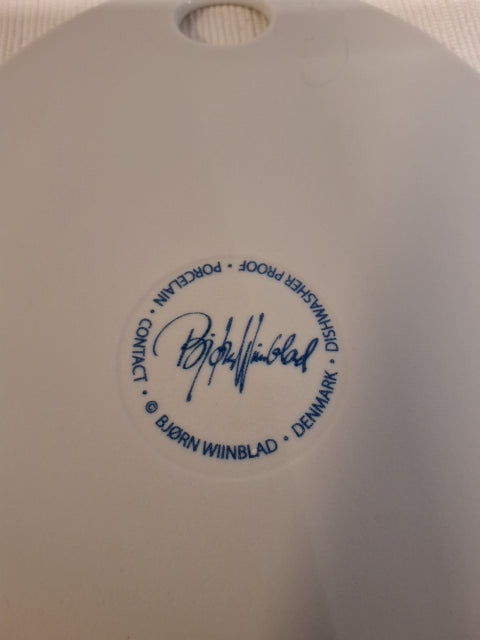 Bjørn Wiinblad
© BJØRN WIINBLAD • DENMARK • DISHWASHER PROOF • PORCELAIN • CONTACT •